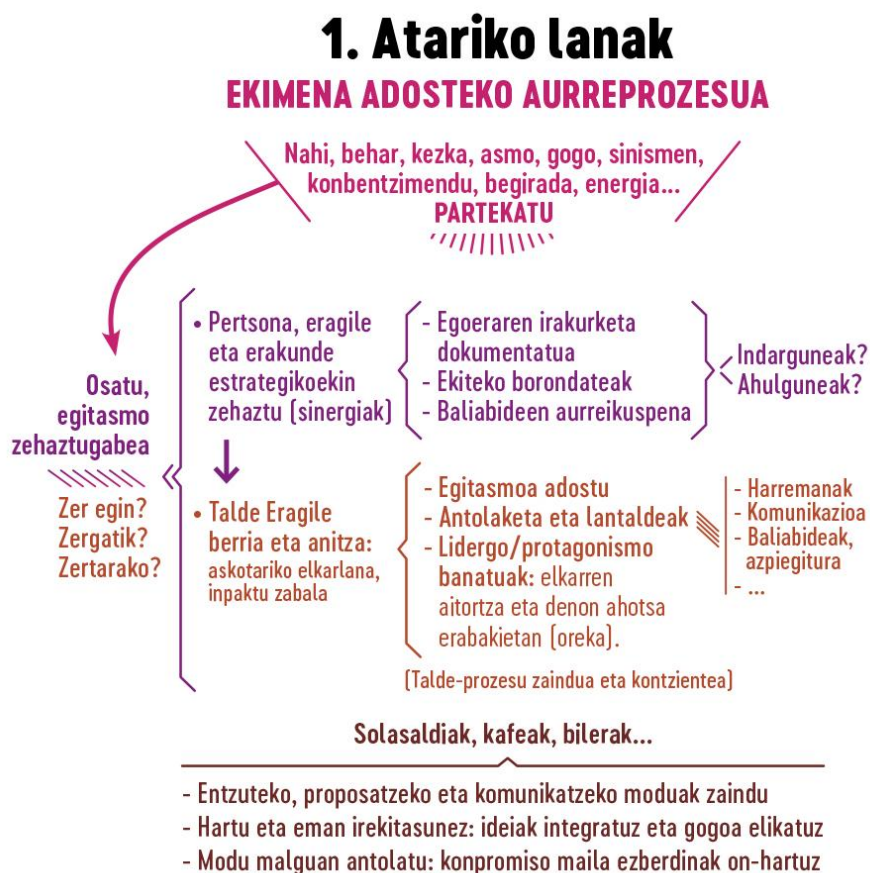 1. Atariko lanak
EKIMENA ADOSTEKO AURREPROZESUA
Nahi, behar, kezka, asmo, gogo, sinismen,
konbentzimendu, begirada, energia...
PARTEKATU
Osatu,
egitasmo
zehaztugabea
Zer egin?
Zergatik?
Zertarako?
• Pertsona, eragile
eta erakunde
estrategikoekin
zehaztu (sinergiak)
- Egoeraren irakurketa
dokumentatua
- Ekiteko borondateak
- Baliabideen aurreikuspena
Indarguneak?
Ahulguneak?
• Talde Eragile
berria eta anitza:
askotariko elkarlana,
inpaktu zabala
- Egitasmoa adostu
- Antolaketa eta lantaldeak
- Lidergo/protagonismo
banatuak: elkarren
aitortza eta denon ahotsa
erabakietan (oreka).
- Harremanak
- Komunikazioa
- Baliabideak,
azpiegitura
- ...
(Talde-prozesu zaindua eta kontzientea)
Solasaldiak, kafeak, bilerak...
- Entzuteko, proposatzeko eta komunikatzeko moduak zaindu
- Hartu eta eman irekitasunez: ideiak integratuz eta gogoa elikatuz
- Modu malguan antolatu: konpromiso maila ezberdinak on-hartuz